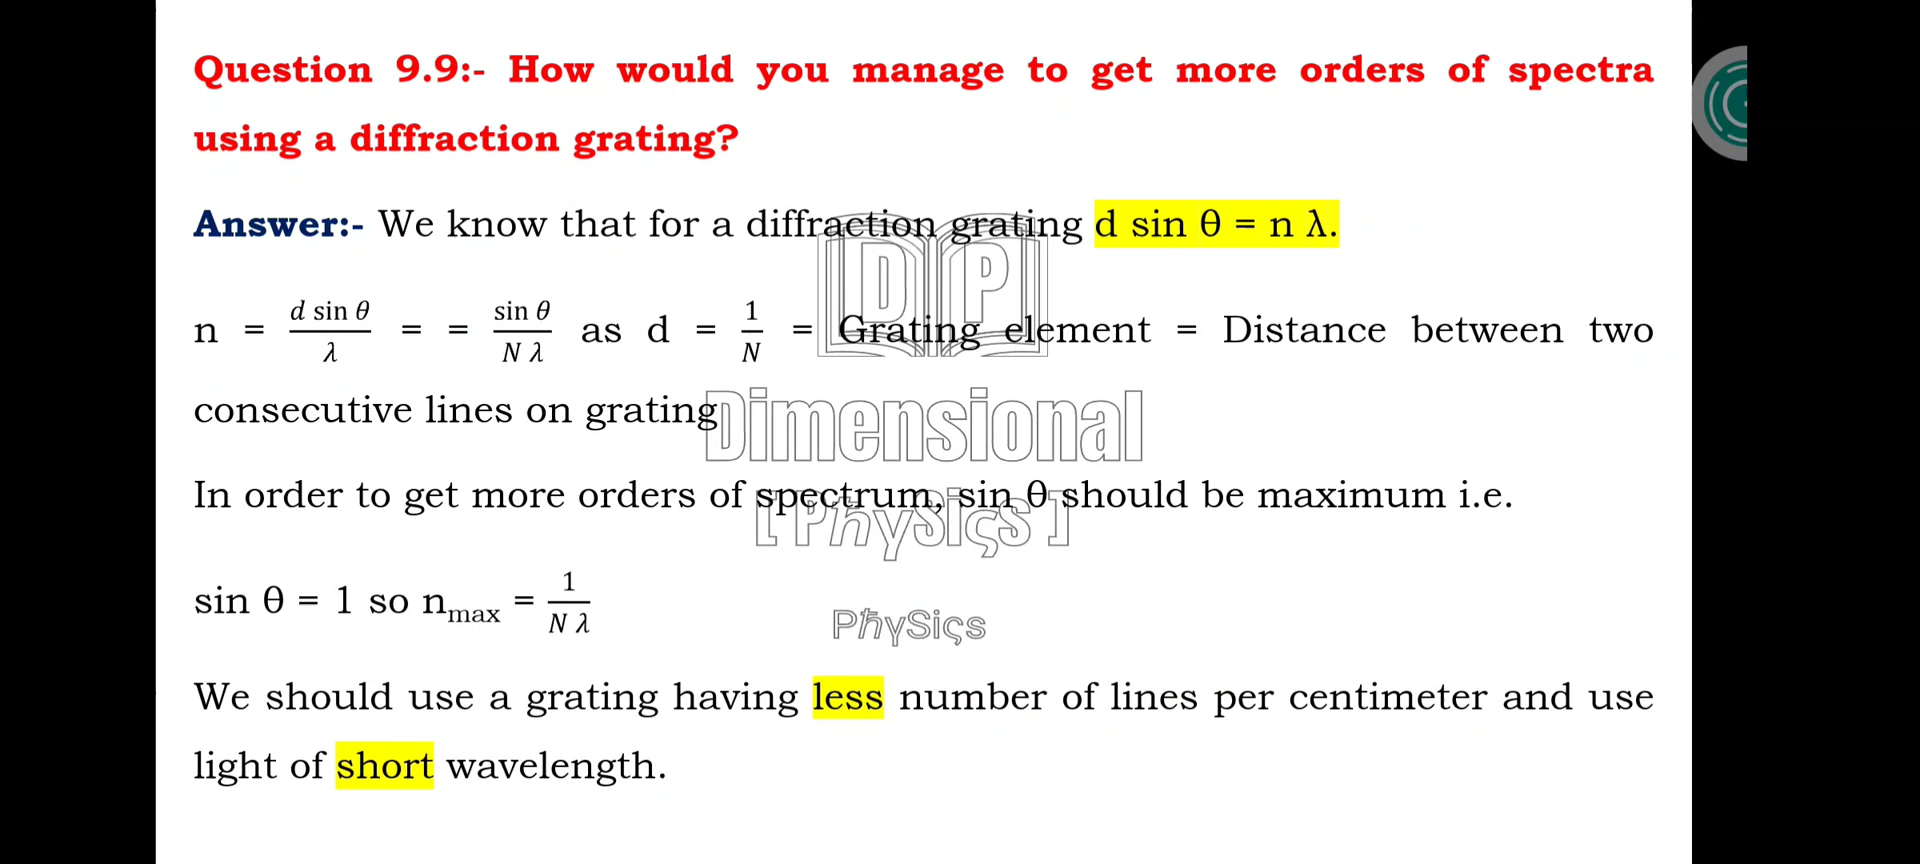 Question 9.9:- How would you manage to get more orders of spectra
using a diffraction grating?
Answer:- We know that for a diffraction grating d sin θ = n λ.
n = d sin θ / λ = = sin θ / N λ as d = 1 / N = Grating element = Distance between two
consecutive lines on grating
In order to get more orders of spectrum, sin θ should be maximum i.e.
sin θ = 1 so nmax = 1 / N λ
We should use a grating having less number of lines per centimeter and use
light of short wavelength.
DP
Dimensional
[ PℏγSiςS ]
PℏγSiςs